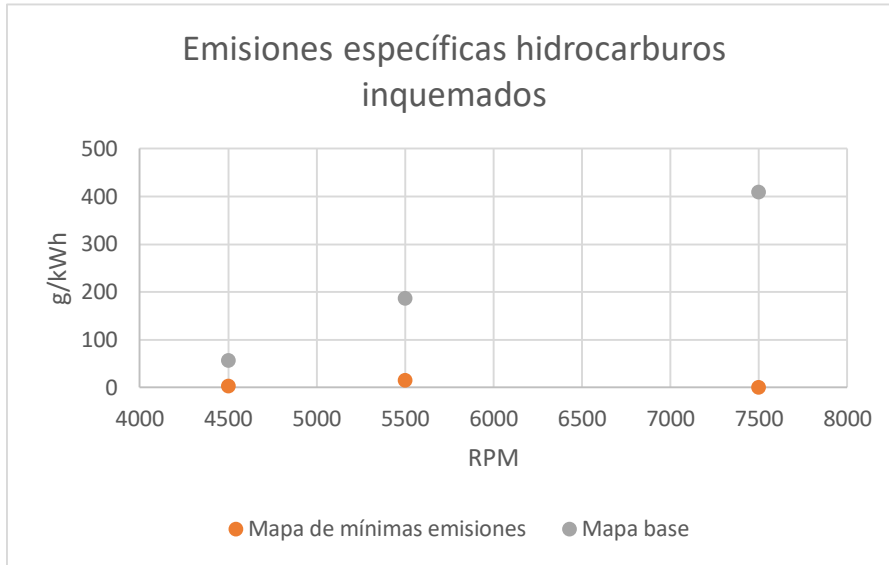 Emisiones específicas hidrocarburos
inquemados
500
400
300
200
100
0
g/kWh
4000 4500 5000 5500 6000 6500 7000 7500 8000
RPM
Mapa de mínimas emisiones Mapa base